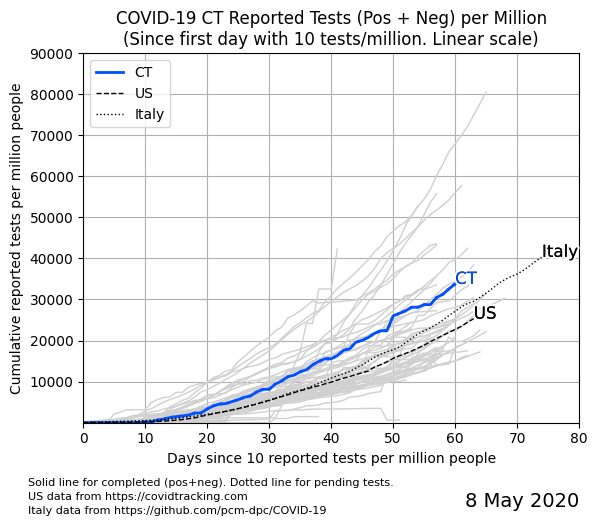 COVID-19 CT Reported Tests (Pos + Neg) per Million
(Since first day with 10 tests/million. Linear scale)
Cumulative reported tests per million people
90000
80000
70000
60000
50000
40000
30000
20000
10000
CT
US
Italy
Italy
CT
US
0 10 20 30 40 50 60 70 80
Days since 10 reported tests per million people
Solid line for completed (pos+neg). Dotted line for pending tests.
US data from https://covidtracking.com
Italy data from https://github.com/pcm-dpc/COVID-19
8 May 2020